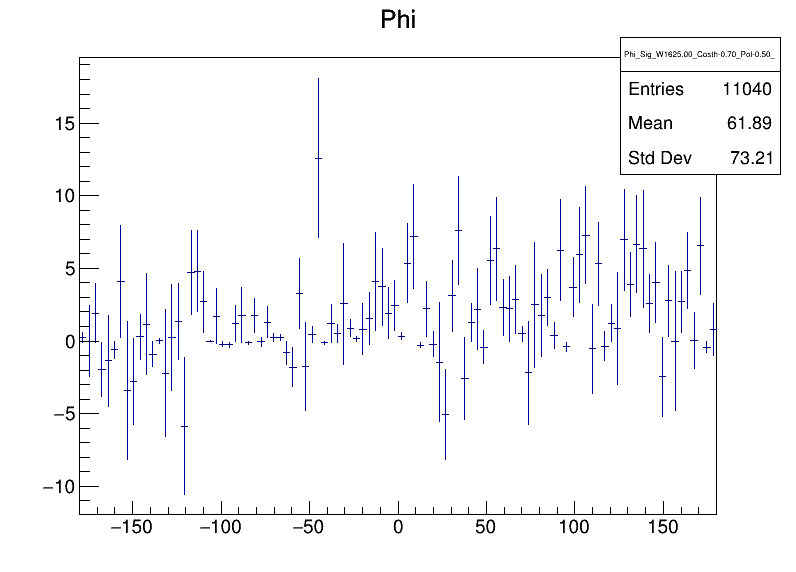 Phi
Phi_Sig_W1625.00_Costh-0.70_Pol-0.50_
Entries 11040
Mean 61.89
Std Dev 73.21
15
10
5
0
−5
−10
−150 −100 −50 0 50 100 150